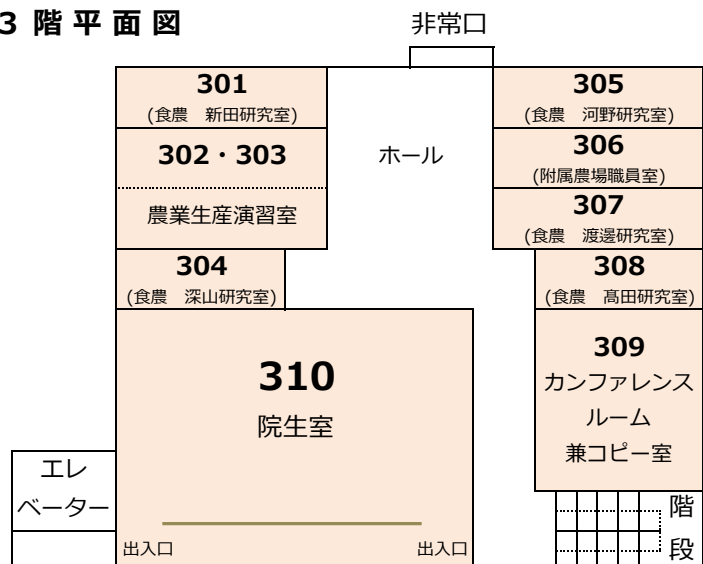 3 階 平 面 図
非常口
301
(食農　新田研究室)
302・303
農業生産演習室
304
(食農　深山研究室)
ホール
305
(食農　河野研究室)
306
(附属農場職員室)
307
(食農　渡邊研究室)
308
(食農　髙田研究室)
309
カンファレンス
ルーム
兼コピー室
310
院生室
出入口
出入口
エレ
ベーター
階
段